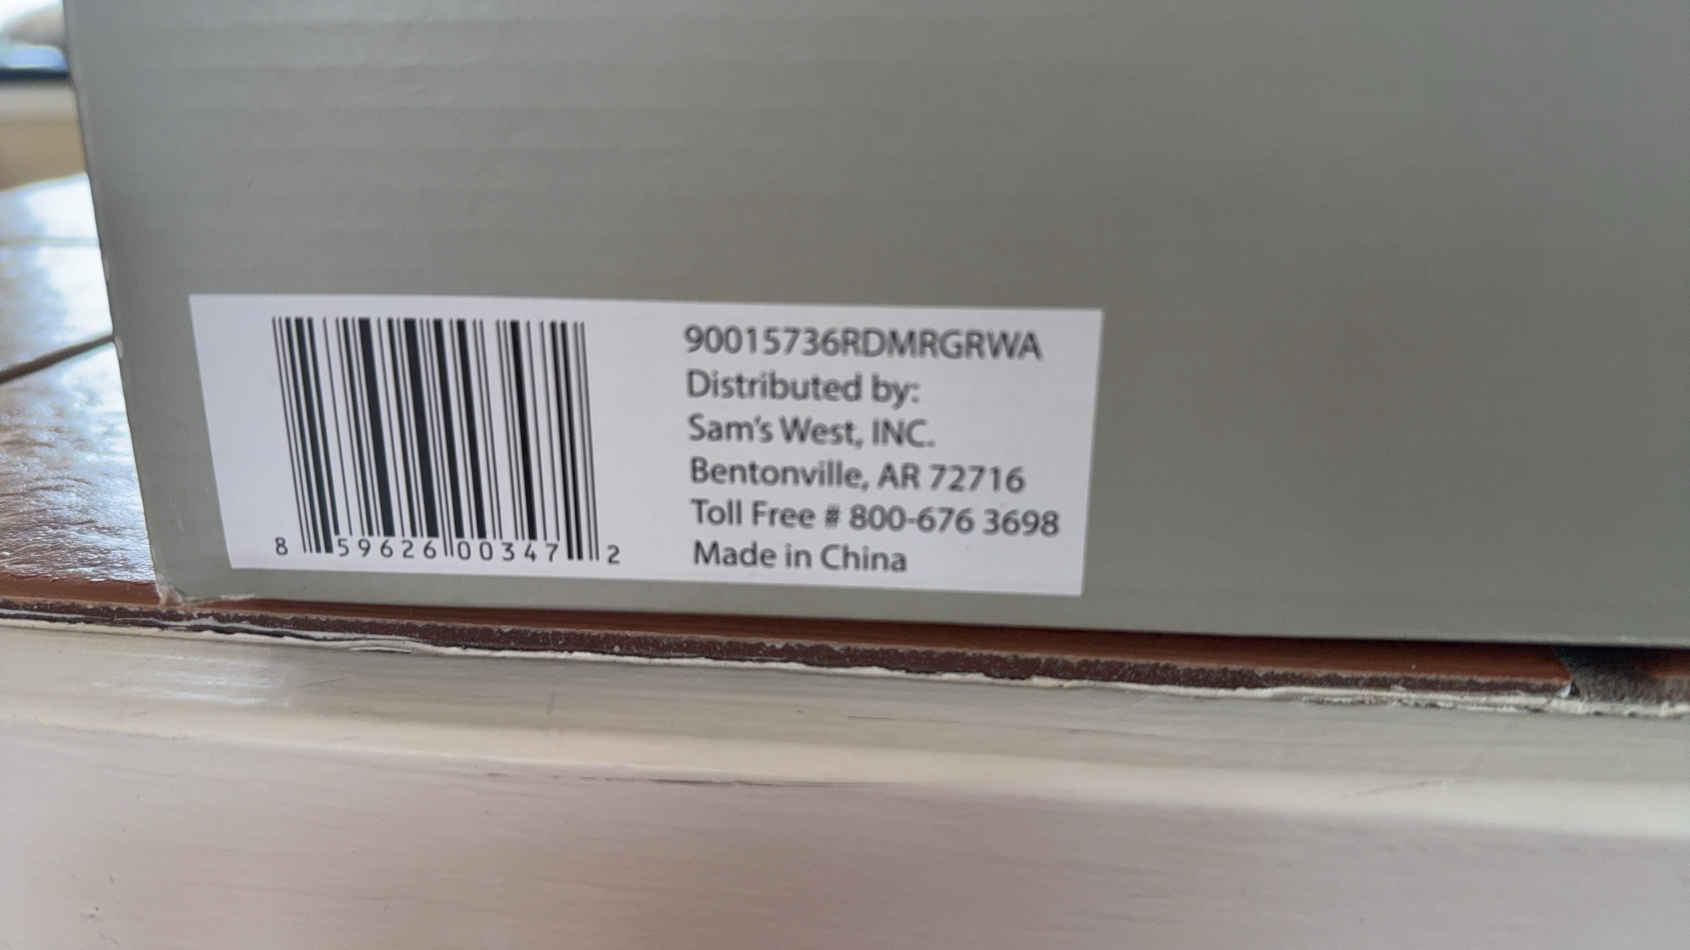 90015736RDMRGRWA
Distributed by:
Sam's West, INC.
Bentonville, AR 72716
Toll Free # 800-676 3698
Made in China
8 59626 00347 2